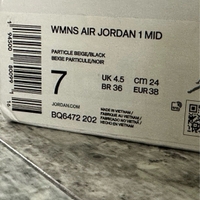 WMNS AIR JORDAN 1 MID
PARTICLE BEIGE/BLACK
BEIGE PARTICULE/NOIR
7
UK 4.5
CM 24
BR 36
EUR 38
JORDAN.COM
BQ6472 202
MADE IN VIETNAM /
FABRIQUÉ AU VIETNAM /
HECHO EN VIETNAM /